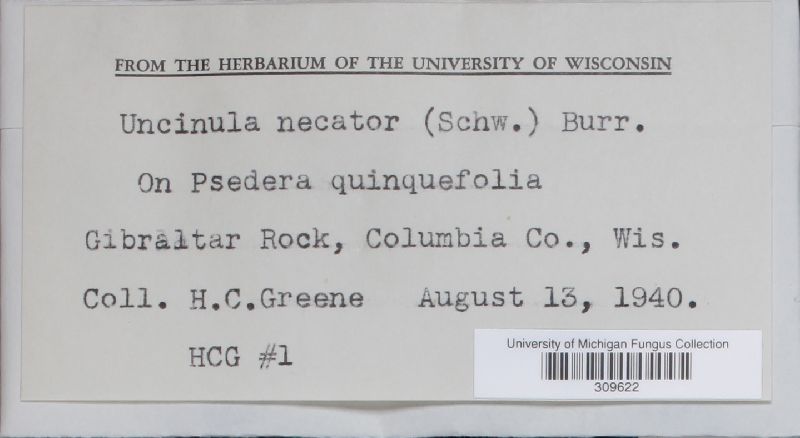 FROM THE HERBARIUM OF THE UNIVERSITY OF WISCONSIN
Uncinula necator (Schw.) Burr.
On Psedera quinquefolia
Gibraltar Rock, Columbia Co., Wis.
Coll. H.C.Greene August 13, 1940.
HCG #1
University of Michigan Fungus Collection
309622